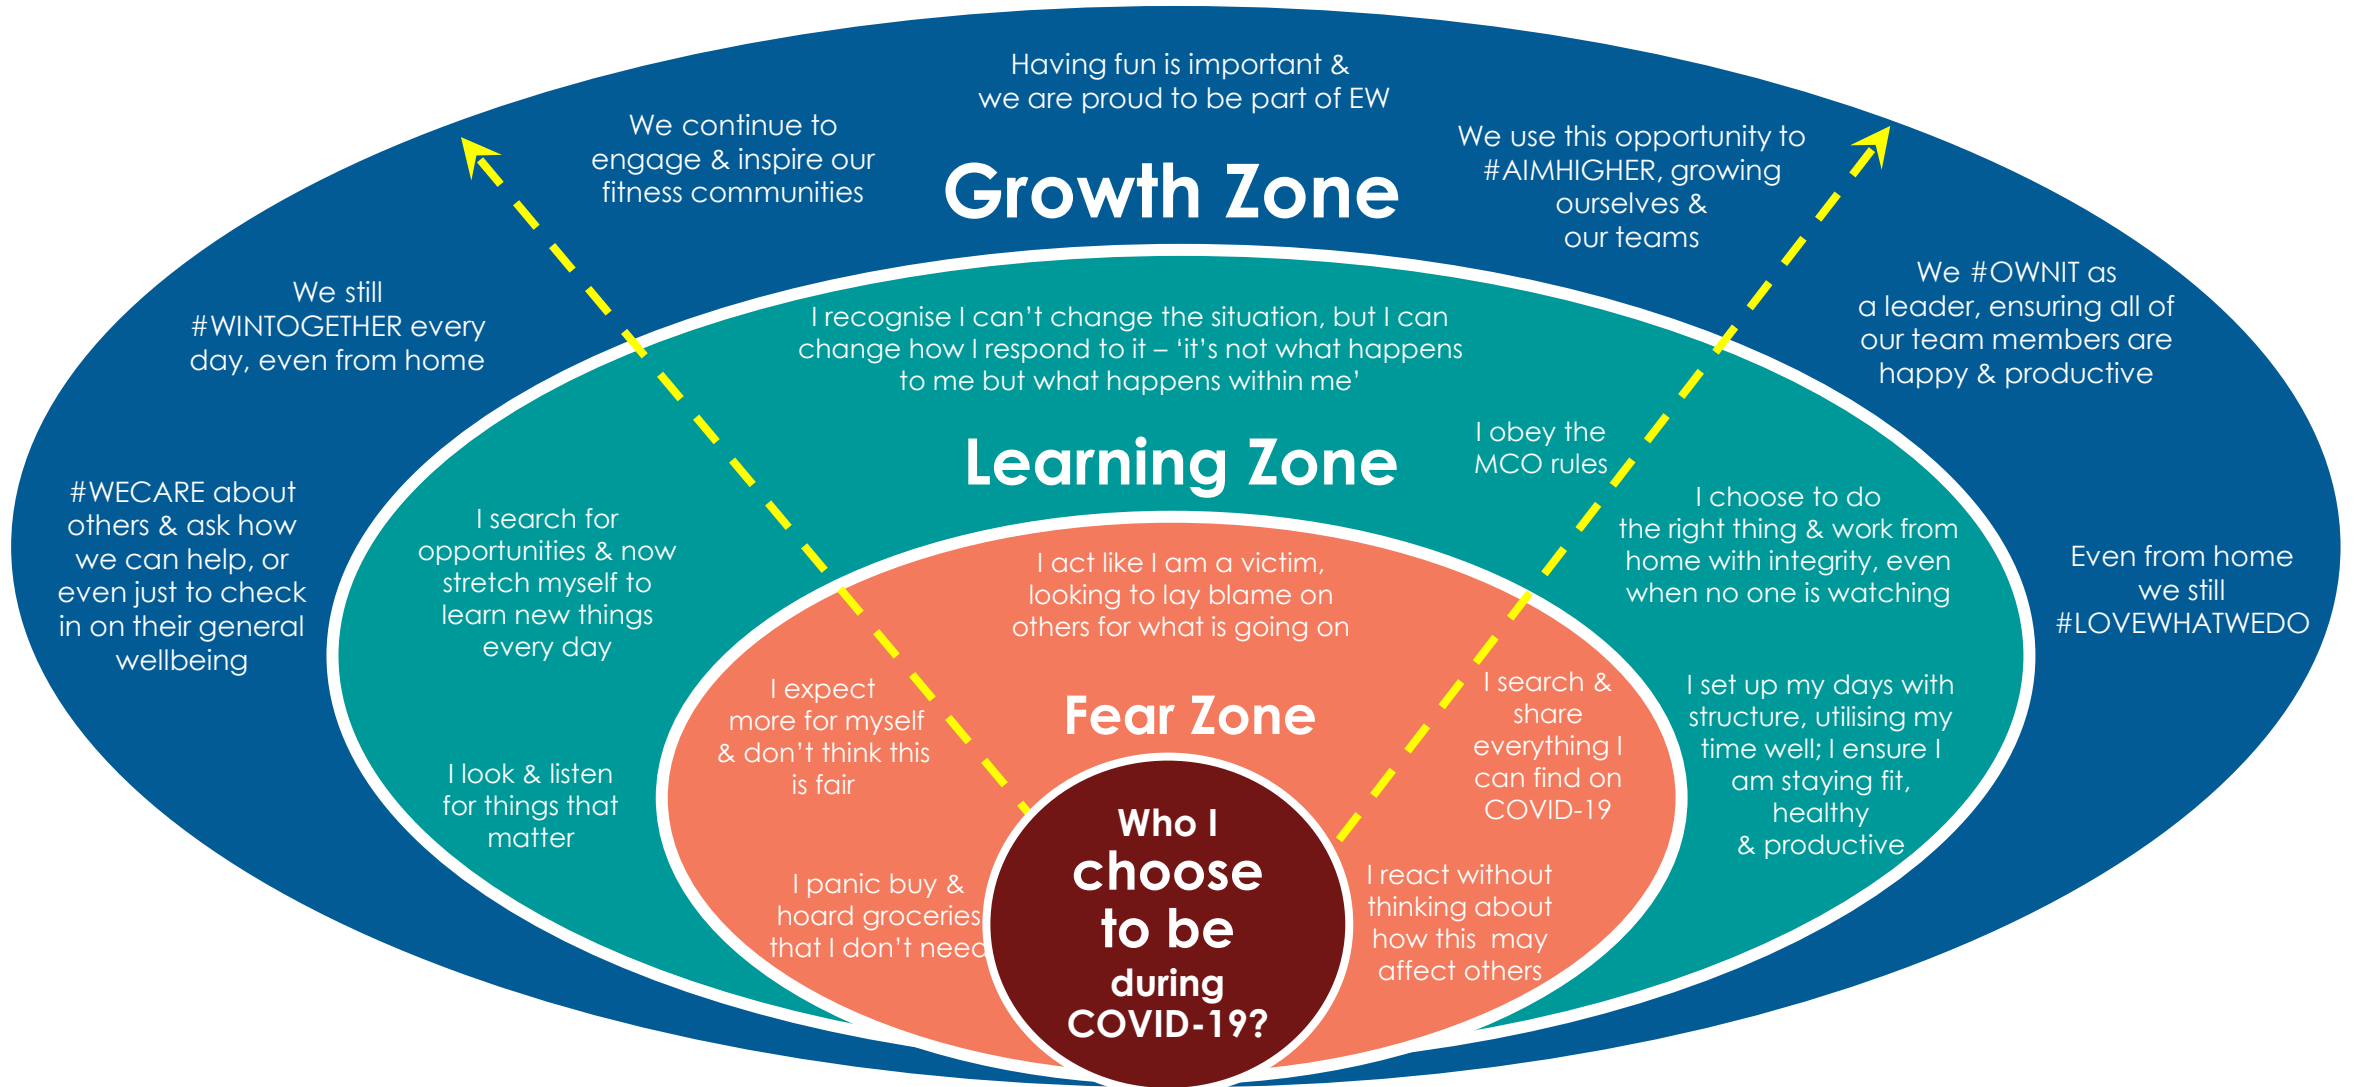 Having fun is important &
we are proud to be part of EW
We continue to
engage & inspire our
fitness communities
We use this opportunity to
#AIMHIGHER, growing
ourselves &
our teams
Growth Zone
We still
#WINTOGETHER every
day, even from home
We #OWNIT as
a leader, ensuring all of
our team members are
happy & productive
#WECARE about
others & ask how
we can help, or
even just to check
in on their general
wellbeing
Even from home
we still
#LOVEWHATWEDO
I recognise I can't change the situation, but I can
change how I respond to it – 'it's not what happens
to me but what happens within me'
Learning Zone
I obey the
MCO rules
I search for
opportunities & now
stretch myself to
learn new things
every day
I choose to do
the right thing & work from
home with integrity, even
when no one is watching
I look & listen
for things that
matter
I set up my days with
structure, utilising my
time well; I ensure I
am staying fit,
healthy
& productive
I act like I am a victim,
looking to lay blame on
others for what is going on
Fear Zone
I expect
more for myself
& don't think this
is fair
I search &
share
everything I
can find on
COVID-19
I panic buy &
hoard groceries
that I don't need
I react without
thinking about
how this may
affect others
Who I
choose
to be
during
COVID-19?